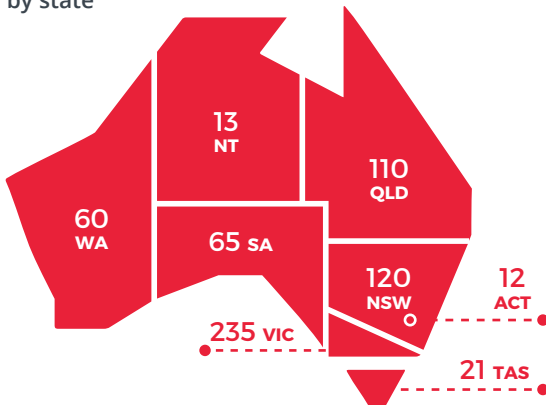 by state
13
NT
110
QLD
60
WA
65 SA
120
NSW
12
ACT
235 VIC
21 TAS